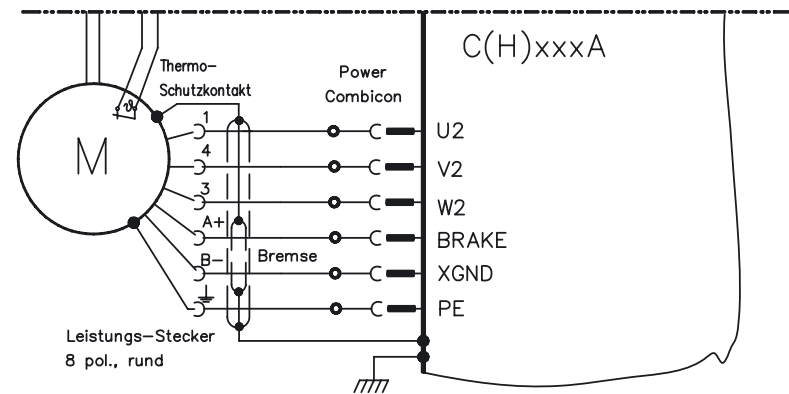 C(H)xxxA
Thermo-
Schutzkontakt
Power
Combicon
ϑ
M
1
U2
4
V2
3
W2
A+
BRAKE
B-
Bremse
XGND
PE
Leistungs-Stecker
8 pol., rund